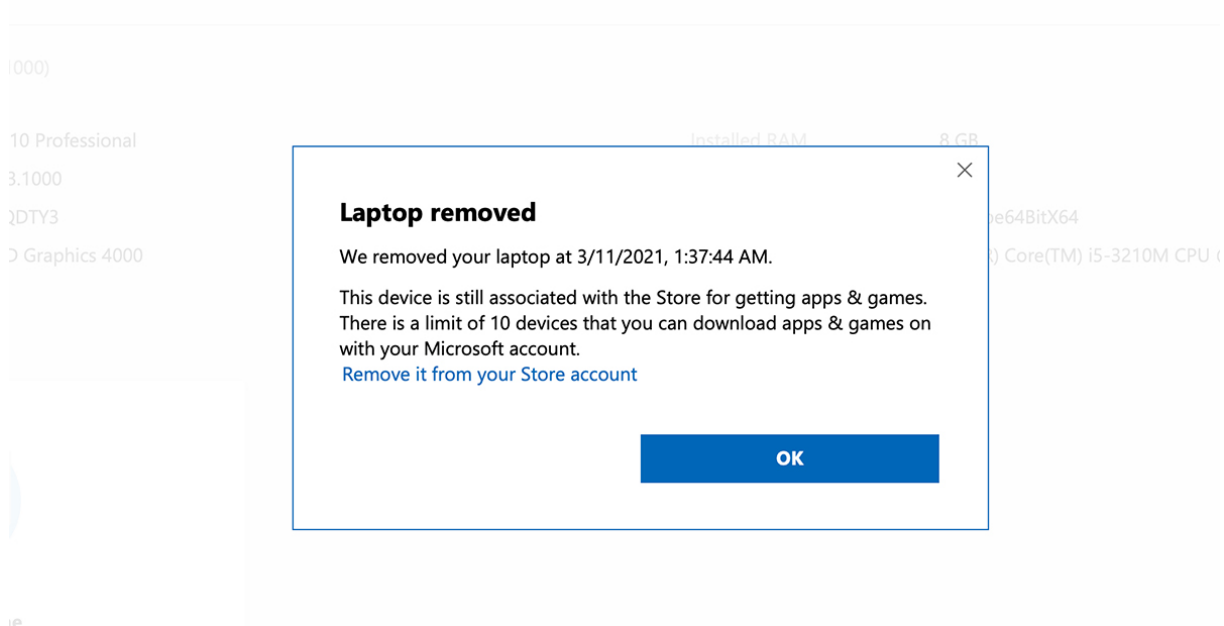 1000)
10 Professional
Installed RAM 8 GB
3.1000
QDTY3
pe64BitX64
D Graphics 4000
Core(TM) i5-3210M CPU
Laptop removed
We removed your laptop at 3/11/2021, 1:37:44 AM.
This device is still associated with the Store for getting apps & games.
There is a limit of 10 devices that you can download apps & games on
with your Microsoft account.
Remove it from your Store account
OK